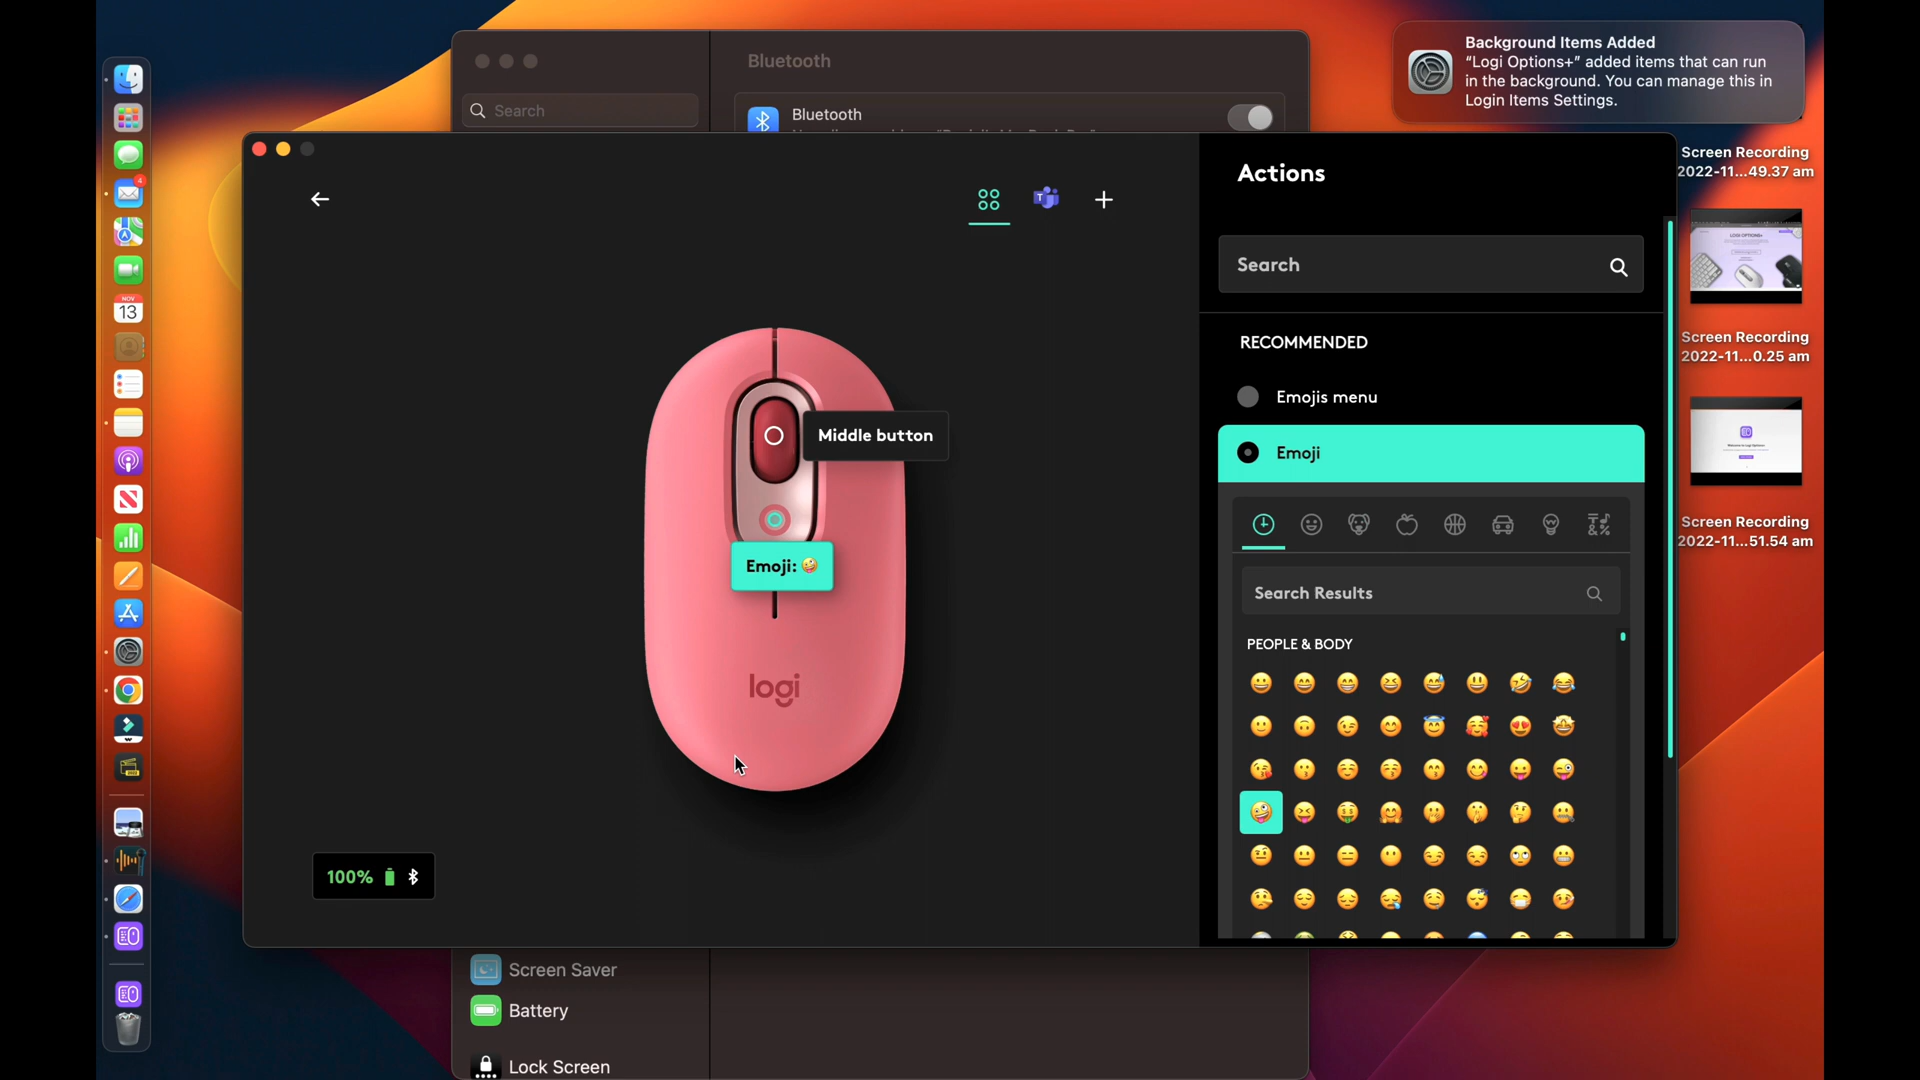 Bluetooth
Search
Bluetooth
Background Items Added
“Logi Options+” added items that can run
in the background. You can manage this in
Login Items Settings.
Screen Recording
2022-11...49.37 am
Screen Recording
2022-11...0.25 am
Screen Recording
2022-11...51.54 am
NOV
13
4
Actions
Search
RECOMMENDED
Emojis menu
Emoji
Search Results
PEOPLE & BODY
Middle button
Emoji: 🤪
logi
100%
Screen Saver
Battery
Lock Screen